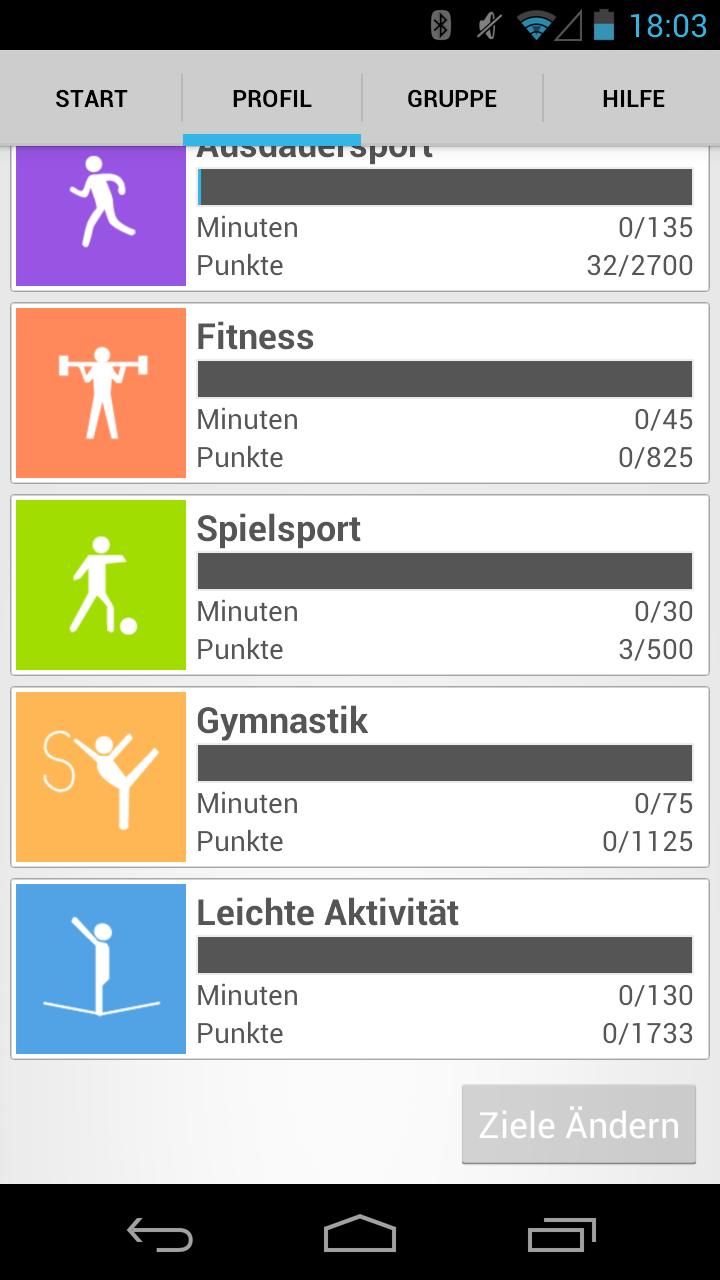 18:03
START PROFIL GRUPPE HILFE
Ausdauersport
Minuten 0/135
Punkte 32/2700
Fitness
Minuten 0/45
Punkte 0/825
Spielsport
Minuten 0/30
Punkte 3/500
Gymnastik
Minuten 0/75
Punkte 0/1125
Leichte Aktivität
Minuten 0/130
Punkte 0/1733
Ziele Ändern